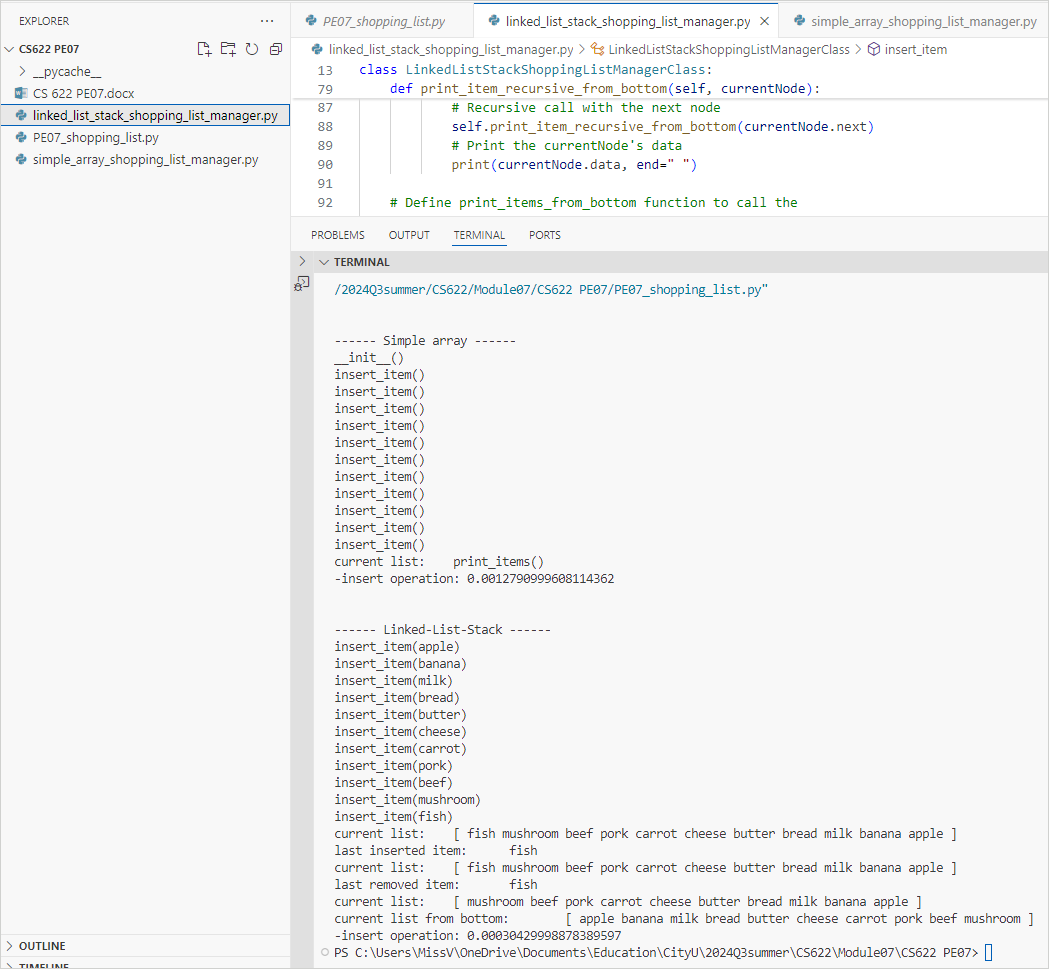 EXPLORER
CS622 PE07
__pycache__
CS 622 PE07.docx
linked_list_stack_shopping_list_manager.py
PE07_shopping_list.py
simple_array_shopping_list_manager.py
OUTLINE
TIMELINE
PE07_shopping_list.py
linked_list_stack_shopping_list_manager.py
simple_array_shopping_list_manager.py
linked_list_stack_shopping_list_manager.py > LinkedListStackShoppingListManagerClass > insert_item
13 class LinkedListStackShoppingListManagerClass:
79 def print_item_recursive_from_bottom(self, currentNode):
87 # Recursive call with the next node
88 self.print_item_recursive_from_bottom(currentNode.next)
89 # Print the currentNode's data
90 print(currentNode.data, end=" ")
91
92 # Define print_items_from_bottom function to call the
PROBLEMS OUTPUT TERMINAL PORTS
TERMINAL
/2024Q3summer/CS622/Module07/CS622 PE07/PE07_shopping_list.py"
------ Simple array ------
__init__()
insert_item()
insert_item()
insert_item()
insert_item()
insert_item()
insert_item()
insert_item()
insert_item()
insert_item()
insert_item()
insert_item()
current list: print_items()
-insert operation: 0.0012790999608114362
------ Linked-List-Stack ------
insert_item(apple)
insert_item(banana)
insert_item(milk)
insert_item(bread)
insert_item(butter)
insert_item(cheese)
insert_item(carrot)
insert_item(pork)
insert_item(beef)
insert_item(mushroom)
insert_item(fish)
current list: [ fish mushroom beef pork carrot cheese butter bread milk banana apple ]
last inserted item: fish
current list: [ fish mushroom beef pork carrot cheese butter bread milk banana apple ]
last removed item: fish
current list: [ mushroom beef pork carrot cheese butter bread milk banana apple ]
current list from bottom: [ apple banana milk bread butter cheese carrot pork beef mushroom ]
-insert operation: 0.00030429998878389597
PS C:\Users\MissV\OneDrive\Documents\Education\CityU\2024Q3summer\CS622\Module07\CS622 PE07>